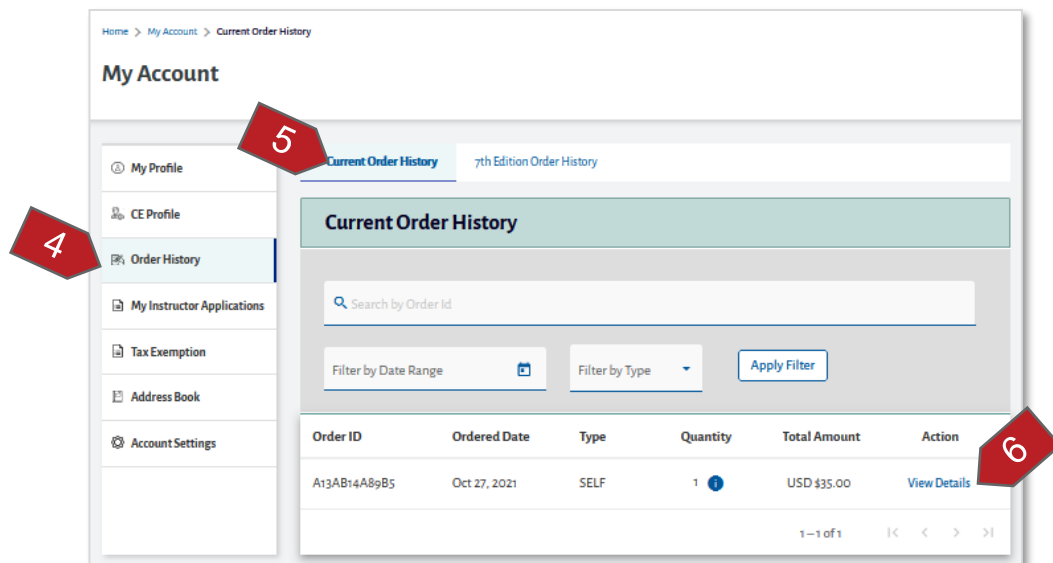 Home > My Account > Current Order History
My Account
5
Current Order History
7th Edition Order History
My Profile
CE Profile
4
Order History
My Instructor Applications
Tax Exemption
Address Book
Account Settings
Current Order History
Search by Order Id
Filter by Date Range
Filter by Type
Apply Filter
Order ID Ordered Date Type Quantity Total Amount Action
6
A13AB14A89B5 Oct 27, 2021 SELF 1 i USD $35.00 View Details
1–1 of 1 |< < > >|